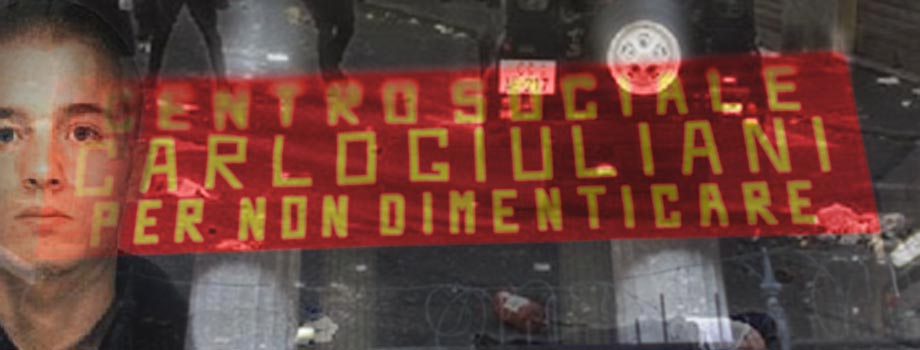 CENTRO SOCIALE
CARLO GIULIANI
PER NON DIMENTICARE